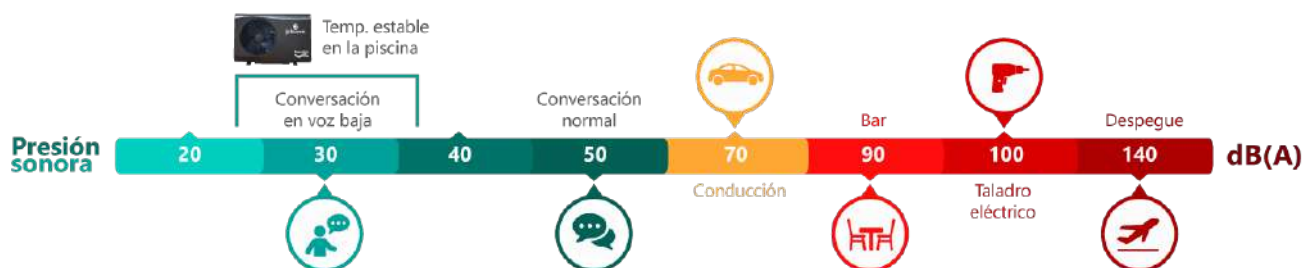 Temp. estable
en la piscina
Conversación
en voz baja
Conversación
normal
Bar
Despegue
Presión
sonora
20 30 40 50 70 90 100 140 dB(A)
Conducción
Taladro
eléctrico